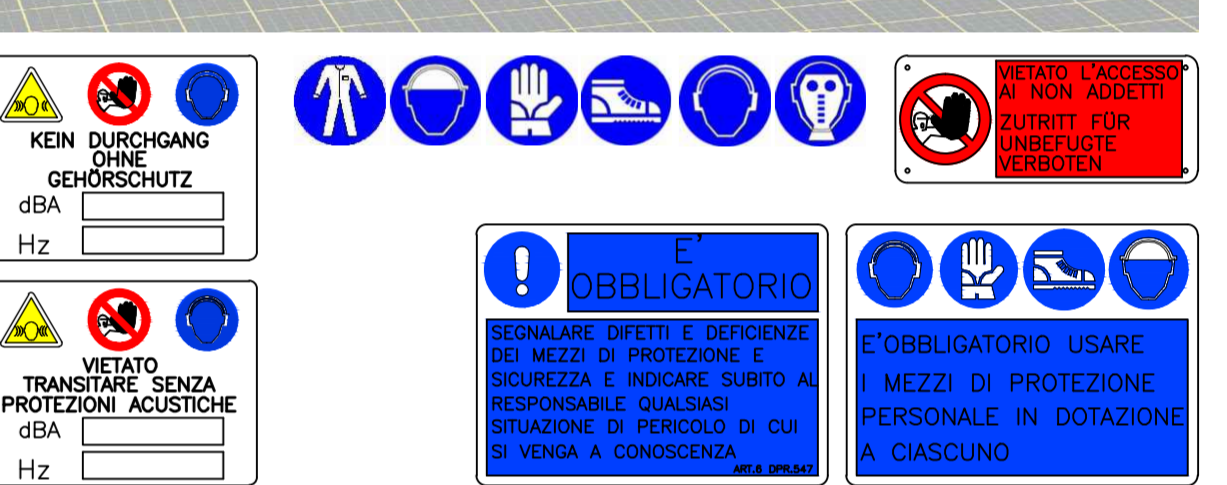 KEIN DURCHGANG
OHNE
GEHÖRSCHUTZ
dBA
Hz
VIETATO
TRANSITARE SENZA
PROTEZIONI ACUSTICHE
dBA
Hz
VIETATO L'ACCESSO
AI NON ADDETTI
ZUTRITT FÜR
UNBEFUGTE
VERBOTEN
E'
OBBLIGATORIO
SEGNALARE DIFETTI E DEFICIENZE
DEI MEZZI DI PROTEZIONE E
SICUREZZA E INDICARE SUBITO AL
RESPONSABILE QUALSIASI
SITUAZIONE DI PERICOLO DI CUI
SI VENGA A CONOSCENZA
ART.6 DPR.547
E'OBBLIGATORIO USARE
I MEZZI DI PROTEZIONE
PERSONALE IN DOTAZIONE
A CIASCUNO